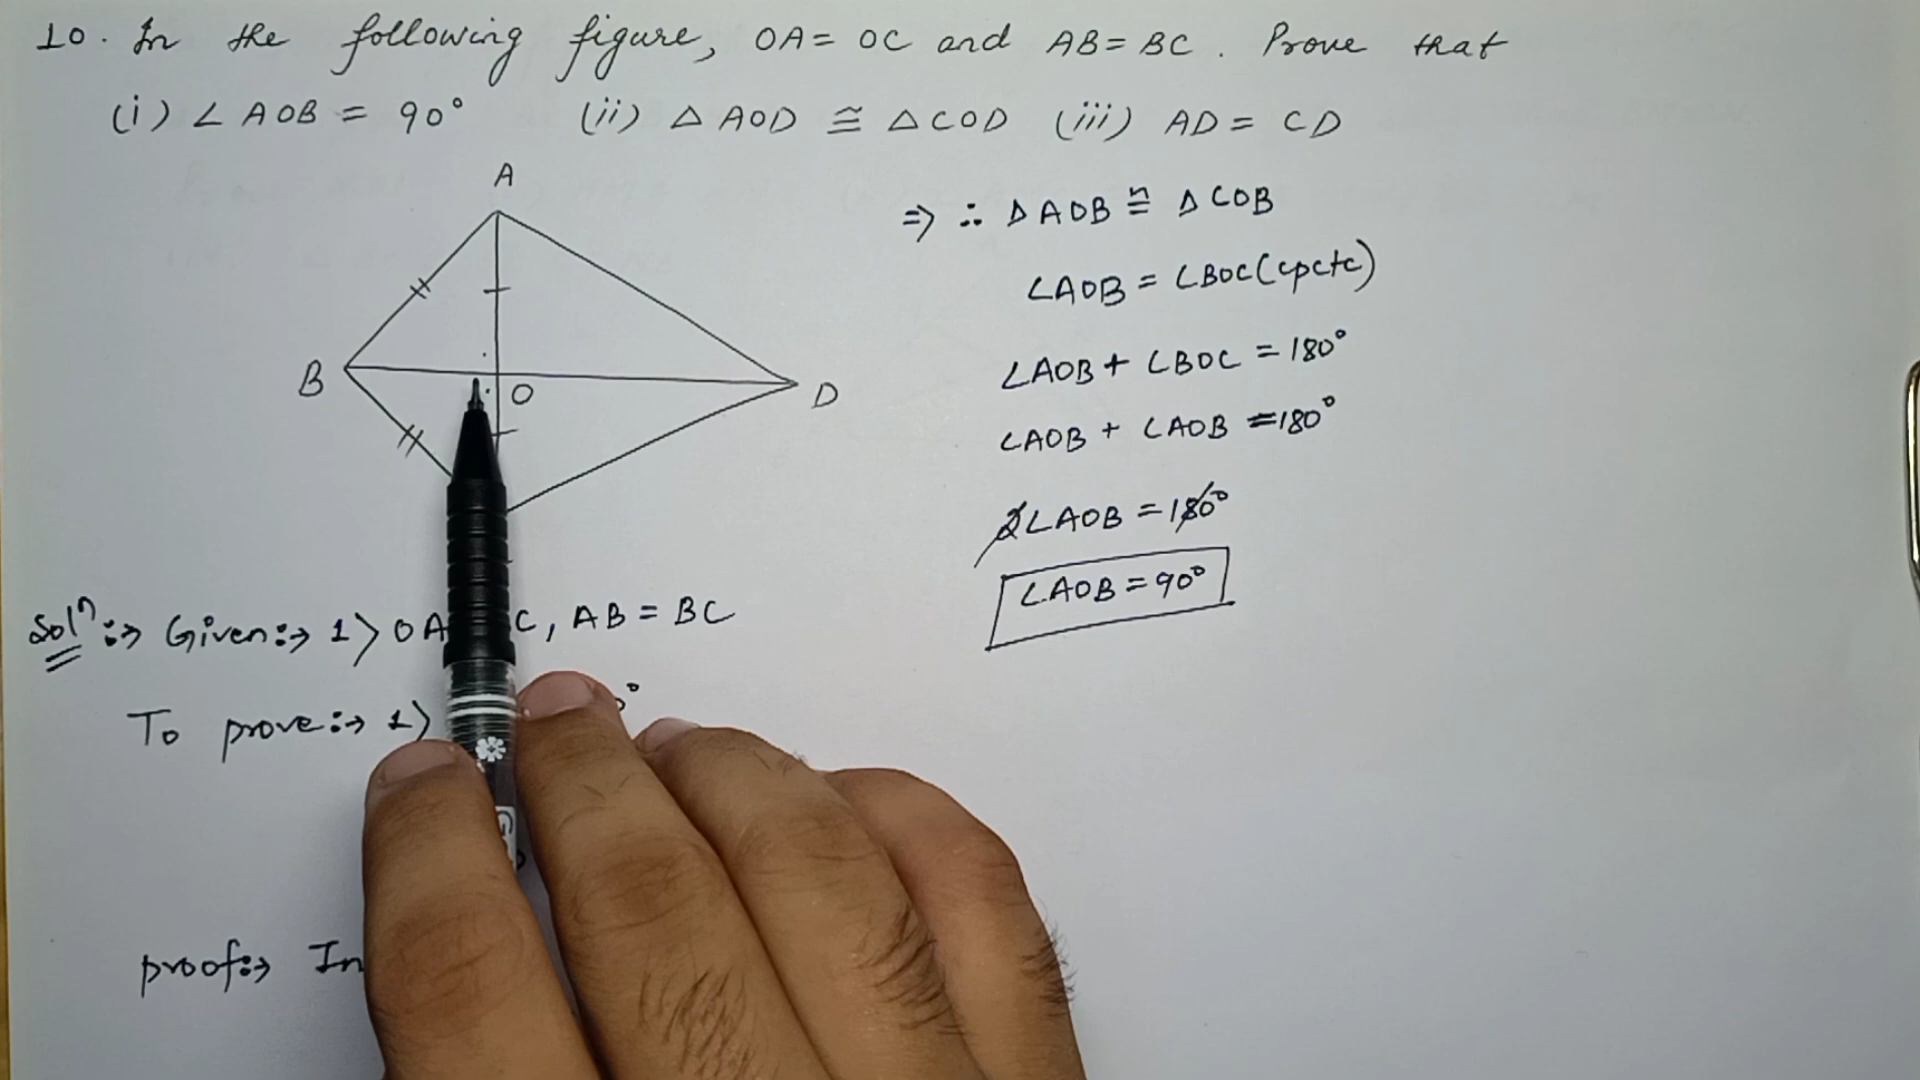 10. In the following figure, OA = OC and AB = BC. Prove that
(i) ∠AOB = 90° (ii) △AOD ≅ △COD (iii) AD = CD
A
B
O
D
⇒ ∴ △AOB ≅ △COB
∠AOB = ∠BOC (cpctc)
∠AOB + ∠BOC = 180°
∠AOB + ∠AOB = 180°
2∠AOB = 180°
∠AOB = 90°
Solⁿ :→ Given :→ 1> OA C, AB = BC
To prove :→ 1> °
proof :→ In